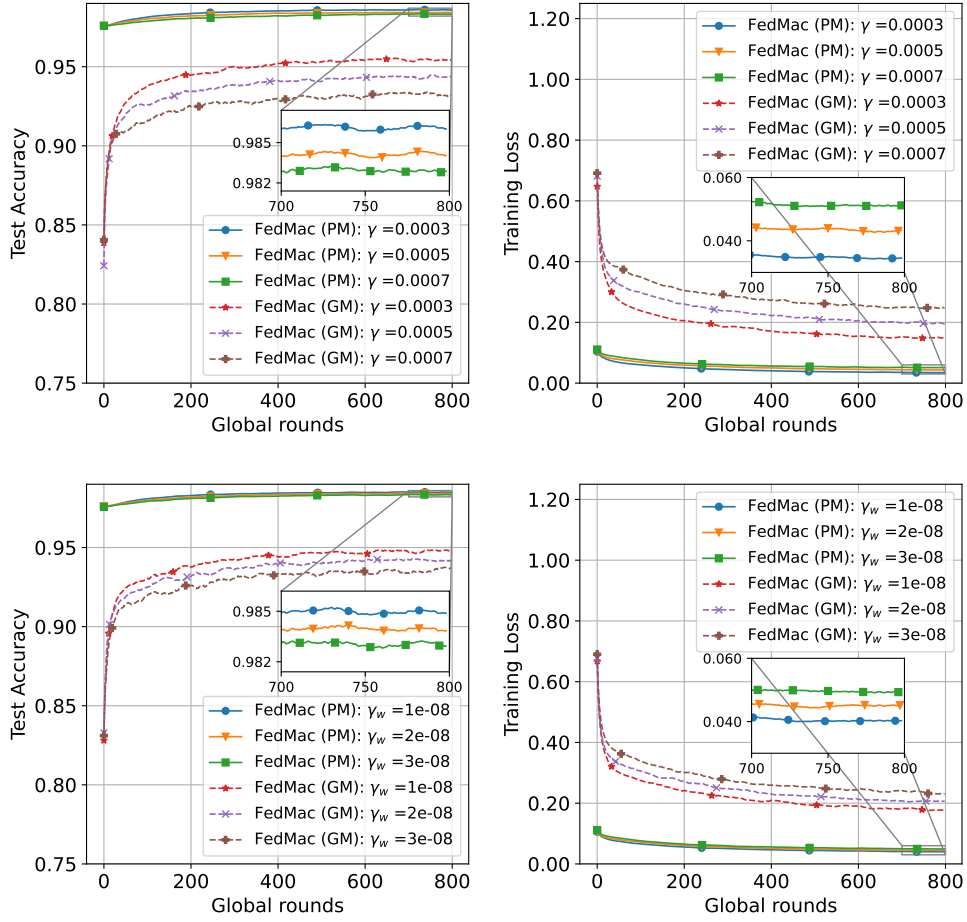 Test Accuracy
0.95
0.90
0.85
0.80
0.75
0.985
0.982
700
800
FedMac (PM): γ =0.0003
FedMac (PM): γ =0.0005
FedMac (PM): γ =0.0007
FedMac (GM): γ =0.0003
FedMac (GM): γ =0.0005
FedMac (GM): γ =0.0007
0
200
400
600
800
Global rounds
Training Loss
1.20
1.00
0.80
0.60
0.40
0.20
0.00
FedMac (PM): γ =0.0003
FedMac (PM): γ =0.0005
FedMac (PM): γ =0.0007
FedMac (GM): γ =0.0003
FedMac (GM): γ =0.0005
FedMac (GM): γ =0.0007
0.060
0.040
700
750
800
0
200
400
600
800
Global rounds
Test Accuracy
0.95
0.90
0.85
0.80
0.75
0.985
0.982
700
800
FedMac (PM): γw =1e-08
FedMac (PM): γw =2e-08
FedMac (PM): γw =3e-08
FedMac (GM): γw =1e-08
FedMac (GM): γw =2e-08
FedMac (GM): γw =3e-08
0
200
400
600
800
Global rounds
Training Loss
1.20
1.00
0.80
0.60
0.40
0.20
0.00
FedMac (PM): γw =1e-08
FedMac (PM): γw =2e-08
FedMac (PM): γw =3e-08
FedMac (GM): γw =1e-08
FedMac (GM): γw =2e-08
FedMac (GM): γw =3e-08
0.060
0.040
700
750
800
0
200
400
600
800
Global rounds